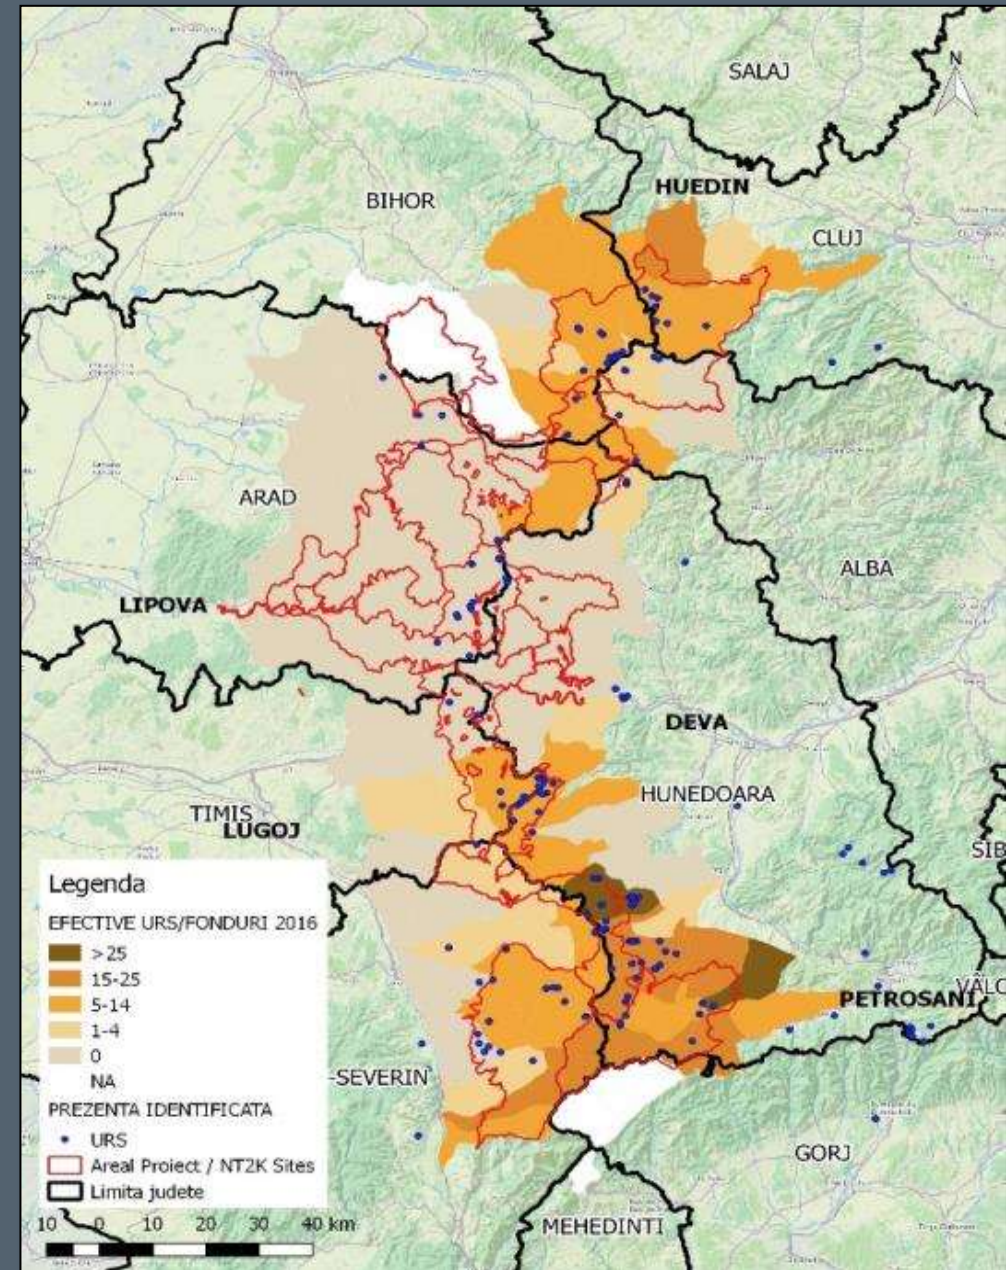 SALAJ
N
HUEDIN
BIHOR
CLUJ
ARAD
ALBA
LIPOVA
DEVA
HUNEDOARA
TIMIS
LUGOJ
SIB
Legenda
EFECTIVE URS/FONDURI 2016
>25
15-25
5-14
1-4
0
NA
PREZENTA IDENTIFICATA
URS
Areal Proiect / NT2K Sites
Limita judete
PETROSANI
VÂLC
-SEVERIN
GORJ
MEHEDINTI
10 0 10 20 30 40 km